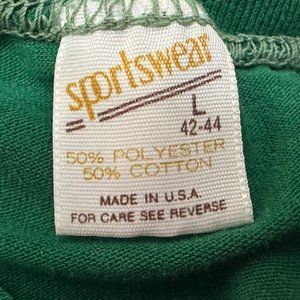 sportswear
L
42-44
50% POLYESTER
50% COTTON
MADE IN U.S.A.
FOR CARE SEE REVERSE